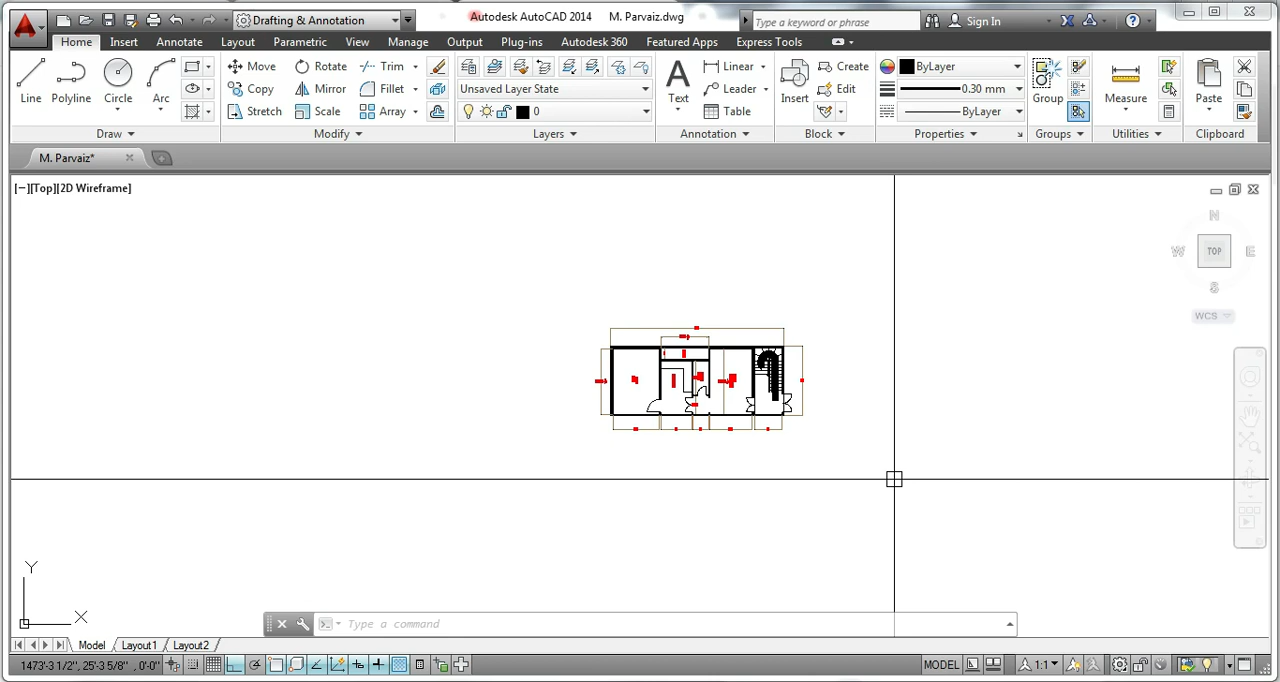 Drafting & Annotation
Autodesk AutoCAD 2014 M. Parvaiz.dwg
Type a keyword or phrase
Sign In
Home Insert Annotate Layout Parametric View Manage Output Plug-ins Autodesk 360 Featured Apps Express Tools
Line Polyline Circle Arc
Move Rotate Trim
Copy Mirror Fillet
Stretch Scale Array
Unsaved Layer State
0
Text
Linear
Leader
Table
Insert
Create
Edit
ByLayer
0.30 mm
ByLayer
Group
Measure
Paste
Draw Modify Layers Annotation Block Properties Groups Utilities Clipboard
M. Parvaiz*
[−][Top][2D Wireframe]
N
W TOP E
S
WCS
Y
X
Type a command
Model Layout1 Layout2
1473'-3 1/2", 25'-3 5/8" , 0'-0"
MODEL
1:1